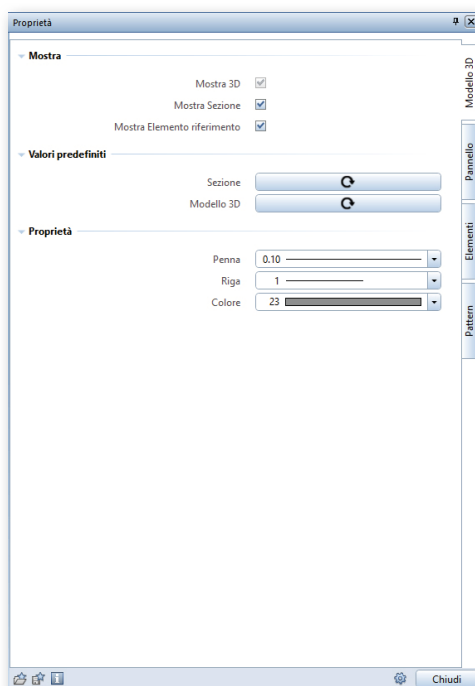 Proprietà
Mostra
Mostra 3D
Mostra Sezione
Mostra Elemento riferimento
Valori predefiniti
Sezione
Modello 3D
Proprietà
Penna 0.10
Riga 1
Colore 23
Modello 3D
Pannello
Elementi
Pattern
Chiudi